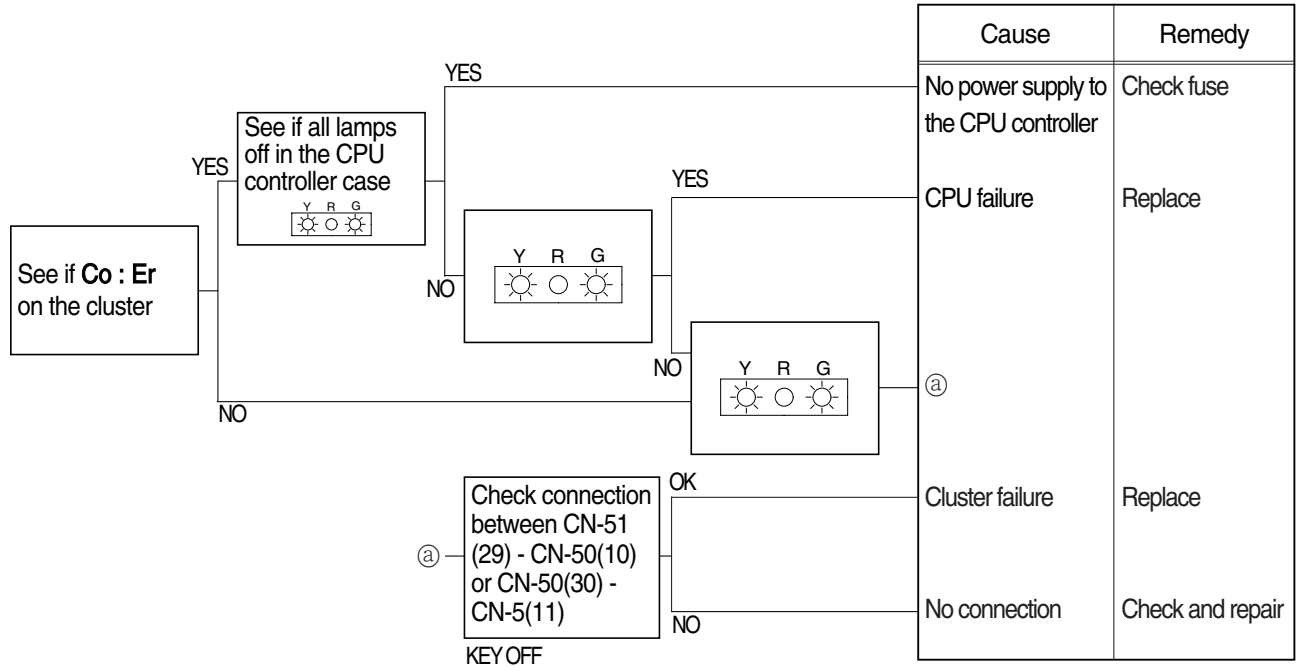 Cause
Remedy
YES
No power supply to
the CPU controller
Check fuse
See if all lamps
off in the CPU
controller case
Y R G
YES
YES
CPU failure
Replace
See if Co : Er
on the cluster
Y R G
NO
NO
Y R G
ⓐ
NO
Check connection
between CN-51
(29) - CN-50(10)
or CN-50(30) -
CN-5(11)
OK
Cluster failure
Replace
ⓐ
No connection
Check and repair
NO
KEY OFF